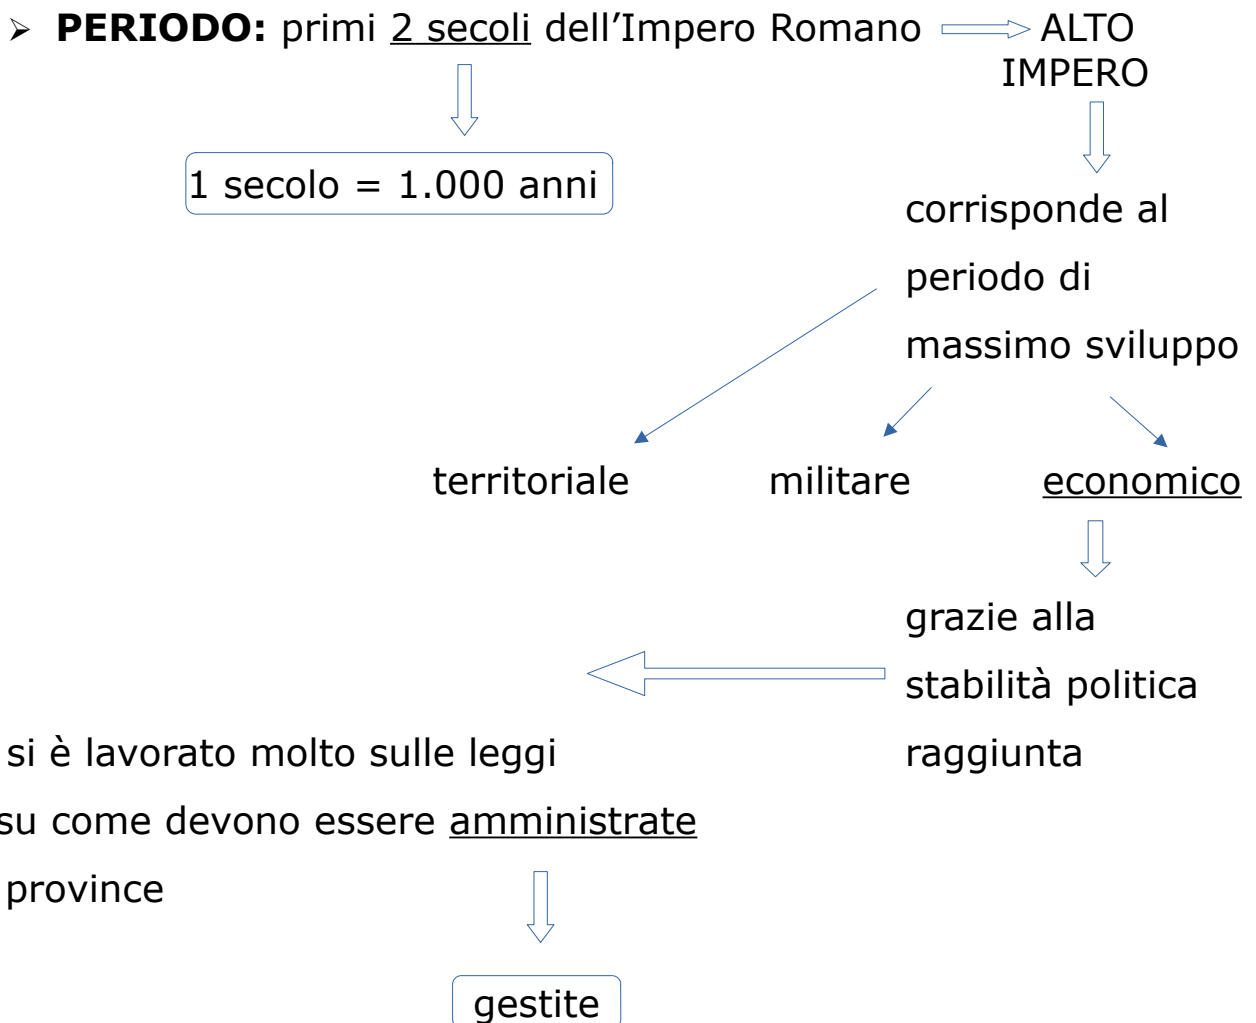 ➢ PERIODO: primi 2 secoli dell’Impero Romano ALTO
IMPERO
1 secolo = 1.000 anni
corrisponde al
periodo di
massimo sviluppo
territoriale militare economico
grazie alla
stabilità politica
raggiunta
si è lavorato molto sulle leggi
su come devono essere amministrate
province
gestite